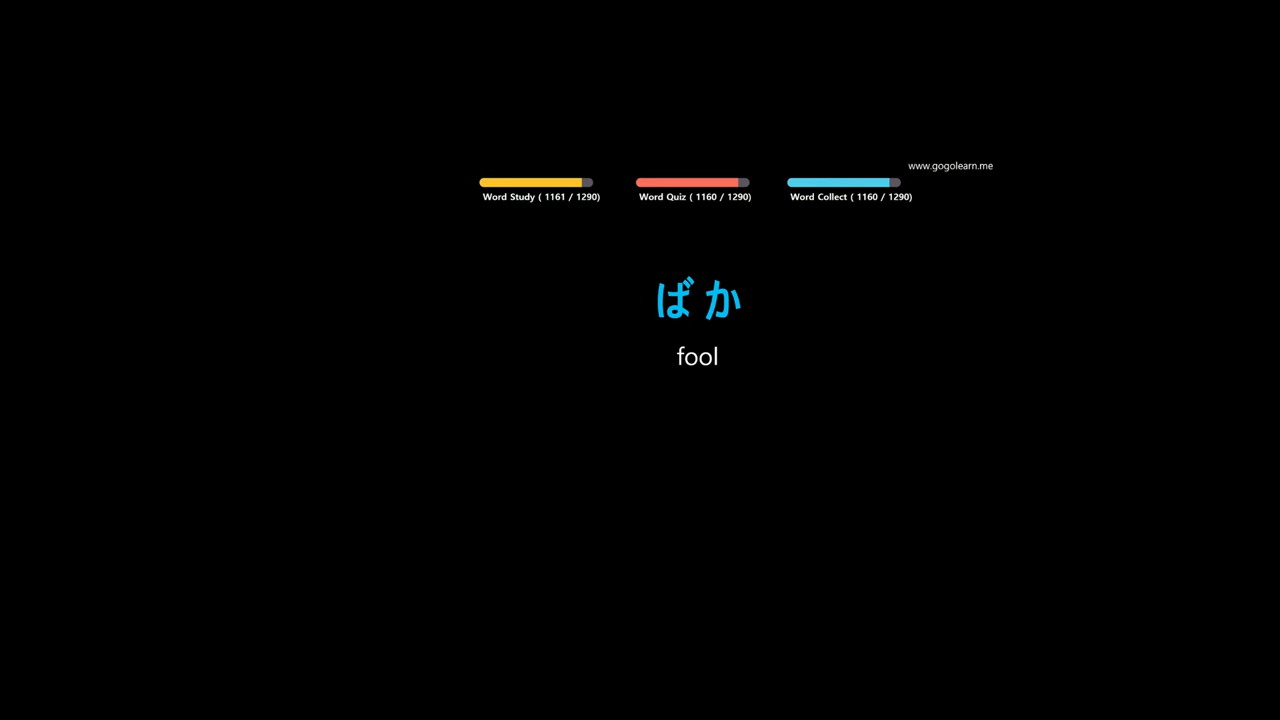 www.gogolearn.me
Word Study ( 1161 / 1290)
Word Quiz ( 1160 / 1290)
Word Collect ( 1160 / 1290)
ばか
fool